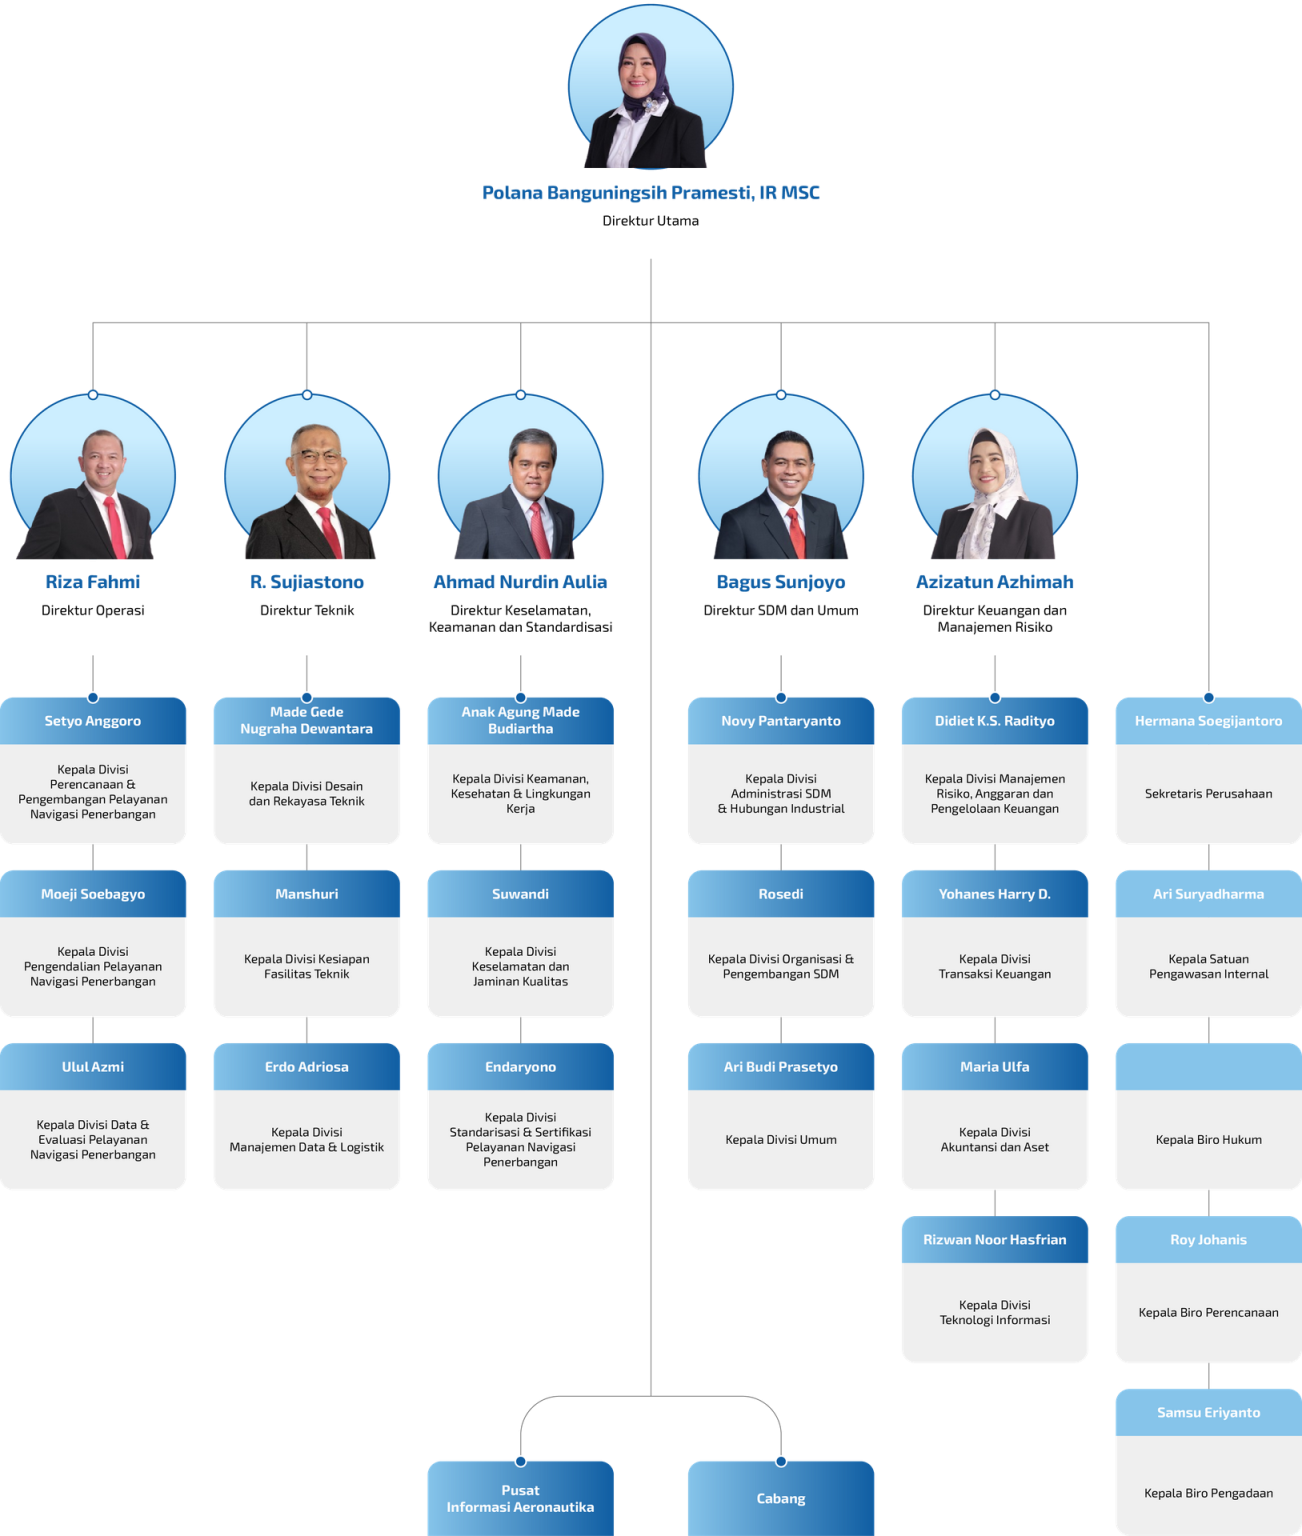 Polana Banguningsih Pramesti, IR MSC
Direktur Utama
Riza Fahmi
Direktur Operasi
R. Sujiastono
Direktur Teknik
Ahmad Nurdin Aulia
Direktur Keselamatan,
Keamanan dan Standardisasi
Bagus Sunjoyo
Direktur SDM dan Umum
Azizatun Azhimah
Direktur Keuangan dan
Manajemen Risiko
Setyo Anggoro
Kepala Divisi
Perencanaan &
Pengembangan Pelayanan
Navigasi Penerbangan
Made Gede
Nugraha Dewantara
Kepala Divisi Desain
dan Rekayasa Teknik
Anak Agung Made
Budiartha
Kepala Divisi Keamanan,
Kesehatan & Lingkungan
Kerja
Novy Pantaryanto
Kepala Divisi
Administrasi SDM
& Hubungan Industrial
Didiet K.S. Radityo
Kepala Divisi Manajemen
Risiko, Anggaran dan
Pengelolaan Keuangan
Hermana Soegijantoro
Sekretaris Perusahaan
Moeji Soebagyo
Kepala Divisi
Pengendalian Pelayanan
Navigasi Penerbangan
Manshuri
Kepala Divisi Kesiapan
Fasilitas Teknik
Suwandi
Kepala Divisi
Keselamatan dan
Jaminan Kualitas
Rosedi
Kepala Divisi Organisasi &
Pengembangan SDM
Yohanes Harry D.
Kepala Divisi
Transaksi Keuangan
Ari Suryadharma
Kepala Satuan
Pengawasan Internal
Ulul Azmi
Kepala Divisi Data &
Evaluasi Pelayanan
Navigasi Penerbangan
Erdo Adriosa
Kepala Divisi
Manajemen Data & Logistik
Endaryono
Kepala Divisi
Standarisasi & Sertifikasi
Pelayanan Navigasi
Penerbangan
Ari Budi Prasetyo
Kepala Divisi Umum
Maria Ulfa
Kepala Divisi
Akuntansi dan Aset
Kepala Biro Hukum
Rizwan Noor Hasfrian
Kepala Divisi
Teknologi Informasi
Roy Johanis
Kepala Biro Perencanaan
Samsu Eriyanto
Kepala Biro Pengadaan
Pusat
Informasi Aeronautika
Cabang